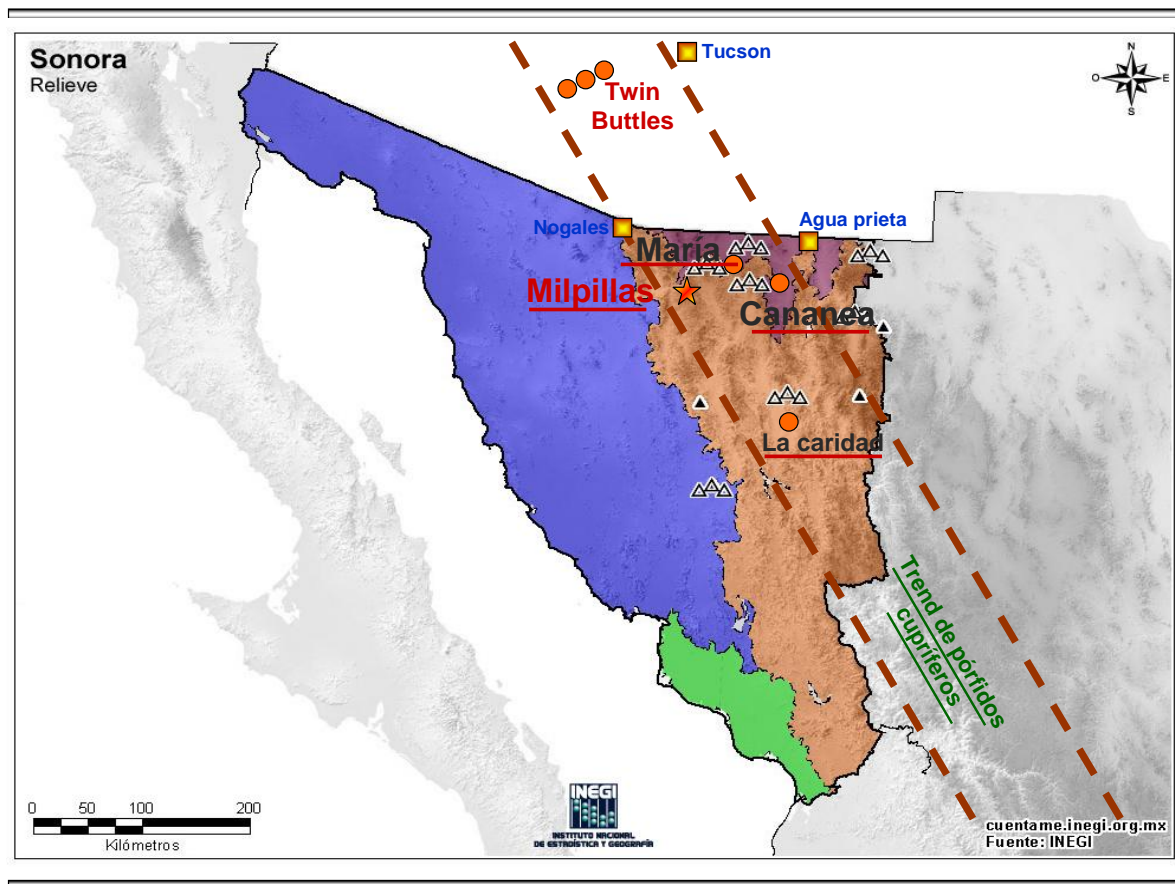 Sonora
Relieve
Tucson
Twin
Buttles
N
O
E
S
Nogales
Agua prieta
María
Milpillas
Cananea
La caridad
Trend de pórfidos
cupríferos
0 50 100 200
Kilómetros
INEGI
INSTITUTO NACIONAL
DE ESTADÍSTICA Y GEOGRAFÍA
cuentame.inegi.org.mx
Fuente: INEGI